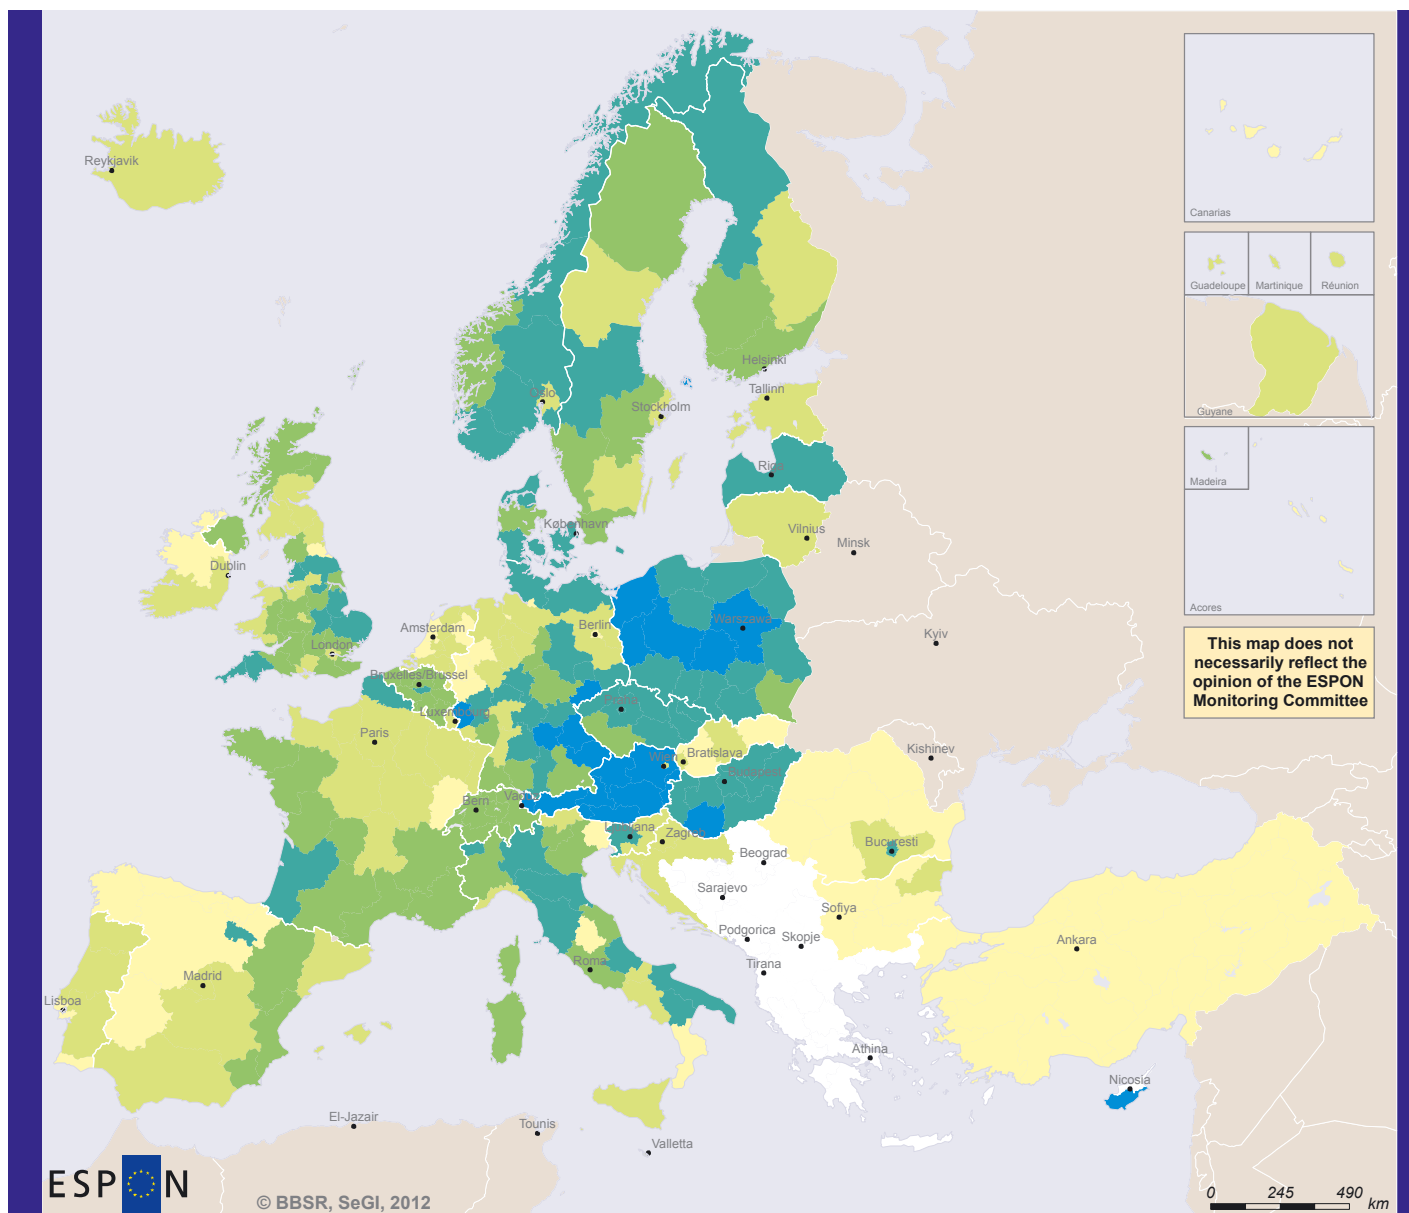 Reykjavik
Canarias
Guadeloupe
Martinique
Réunion
Guyane
Madeira
Acores
This map does not
necessarily reflect the
opinion of the ESPON
Monitoring Committee
Helsinki
Oslo
Tallinn
Stockholm
Riga
København
Vilnius
Minsk
Dublin
Amsterdam
Berlin
Warszawa
Kyiv
London
Bruxelles/Brussel
Luxembourg
Praha
Paris
Kishinev
Wien
Bratislava
Budapest
Bern
Vaduz
Ljubljana
Zagreb
Bucuresti
Beograd
Sarajevo
Sofiya
Podgorica
Skopje
Ankara
Roma
Tirana
Madrid
Lisboa
Athina
Nicosia
El-Jazair
Tounis
Valletta
ESPON
© BBSR, SeGI, 2012
0 245 490
km